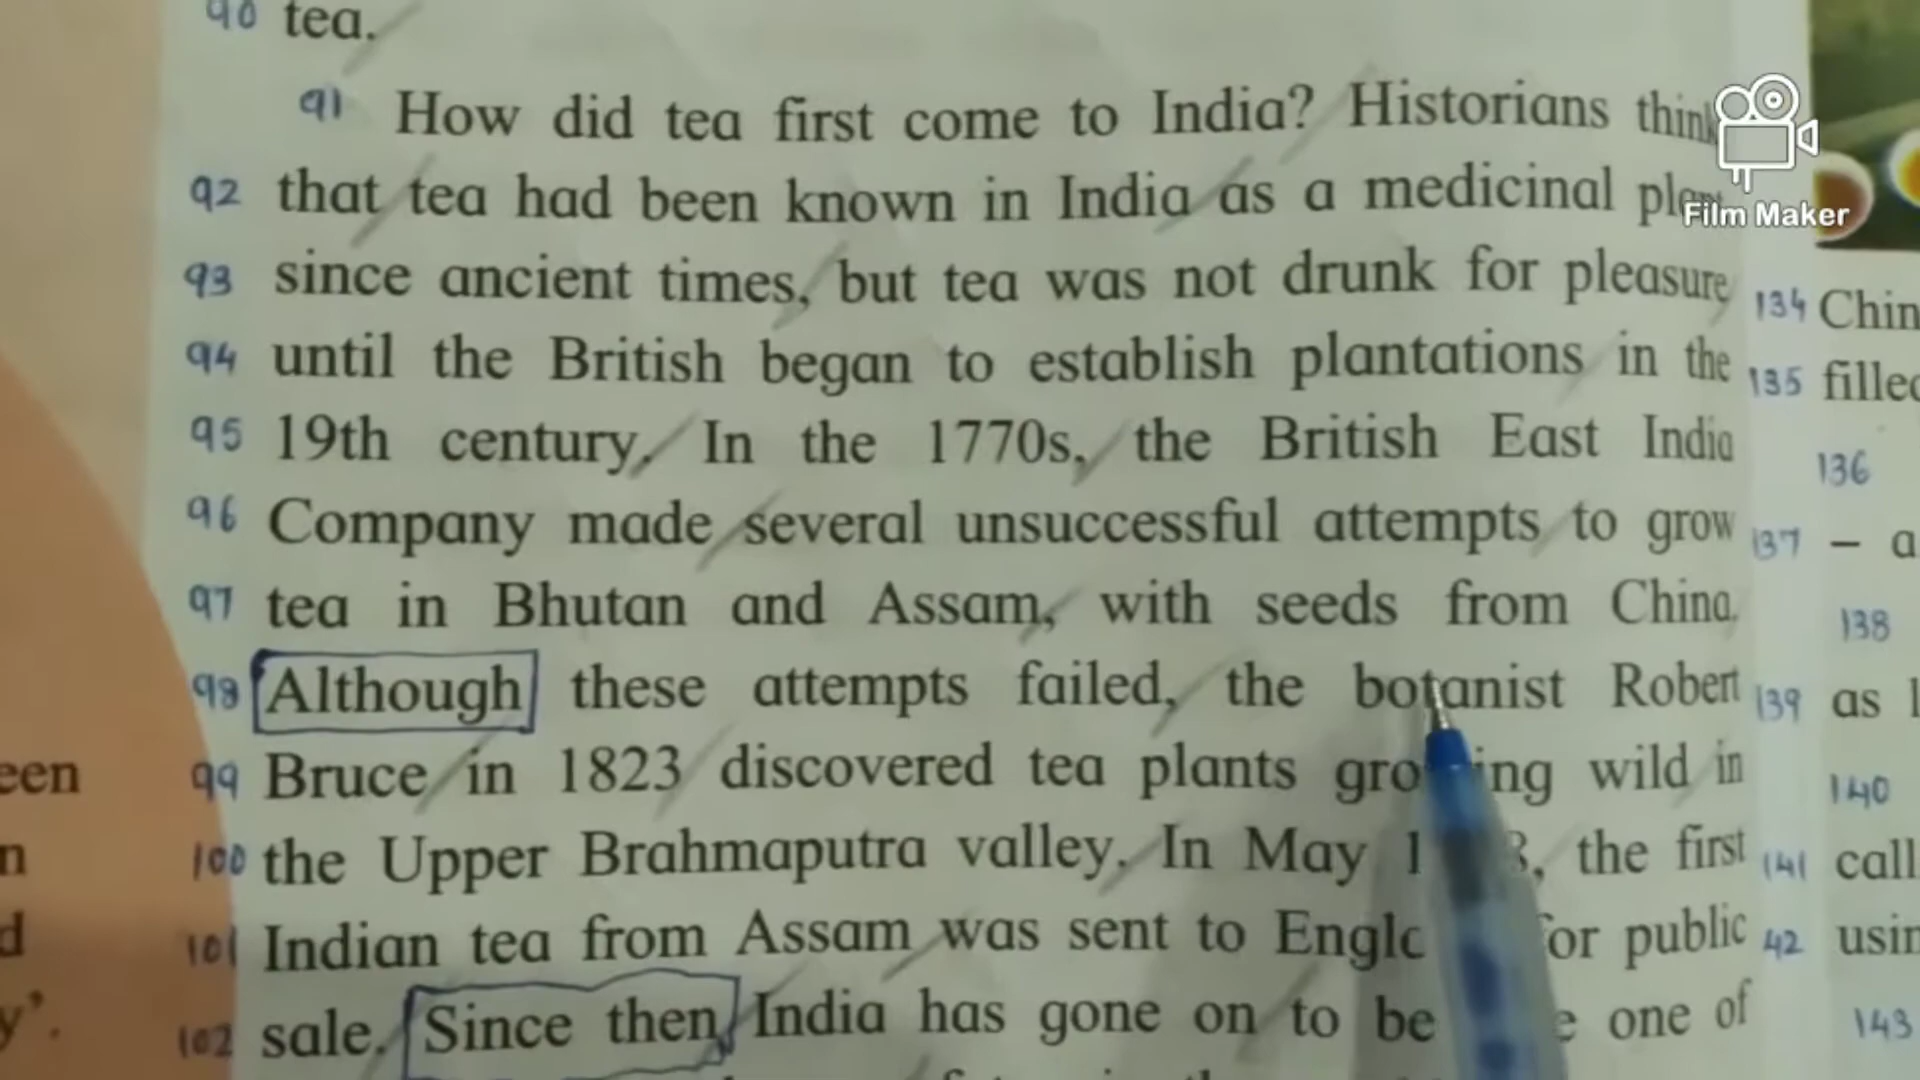 90 tea.
91 How did tea first come to India? Historians think
92 that tea had been known in India as a medicinal
93 since ancient times, but tea was not drunk for pleasure
94 until the British began to establish plantations in the
95 19th century. In the 1770s, the British East India
96 Company made several unsuccessful attempts to grow
97 tea in Bhutan and Assam, with seeds from China.
98 Although these attempts failed, the botanist Robert
99 Bruce in 1823 discovered tea plants growing wild in
100 the Upper Brahmaputra valley. In May the first
101 Indian tea from Assam was sent to for public
102 sale. Since then India has gone on to one of
Film Maker
een
n
d
y'.
134 Chin
135 filled
136
137 – a
138
139 as
140
141 call
42 usin
143